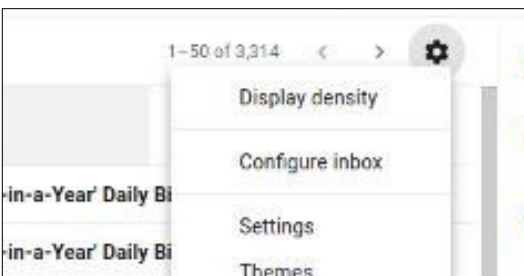 1–50 of 3,314 < >
Display density
Configure inbox
-in-a-Year' Daily Bi
Settings
-in-a-Year' Daily Bi
Themes